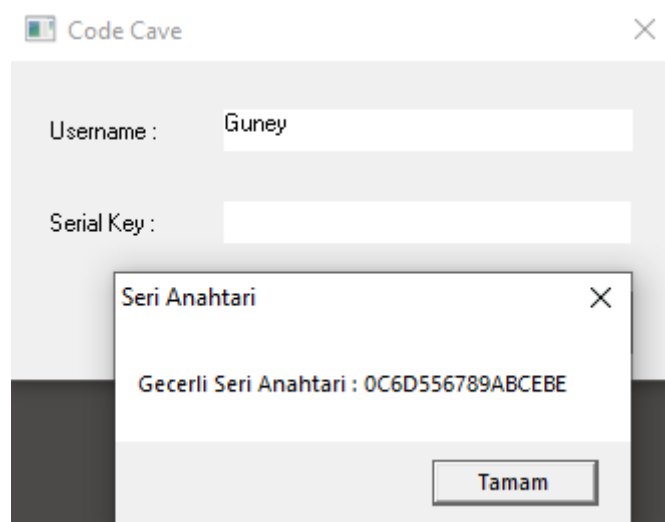 Code Cave
Username :
Guney
Serial Key :
Seri Anahtari
Gecerli Seri Anahtari : 0C6D556789ABCEBE
Tamam